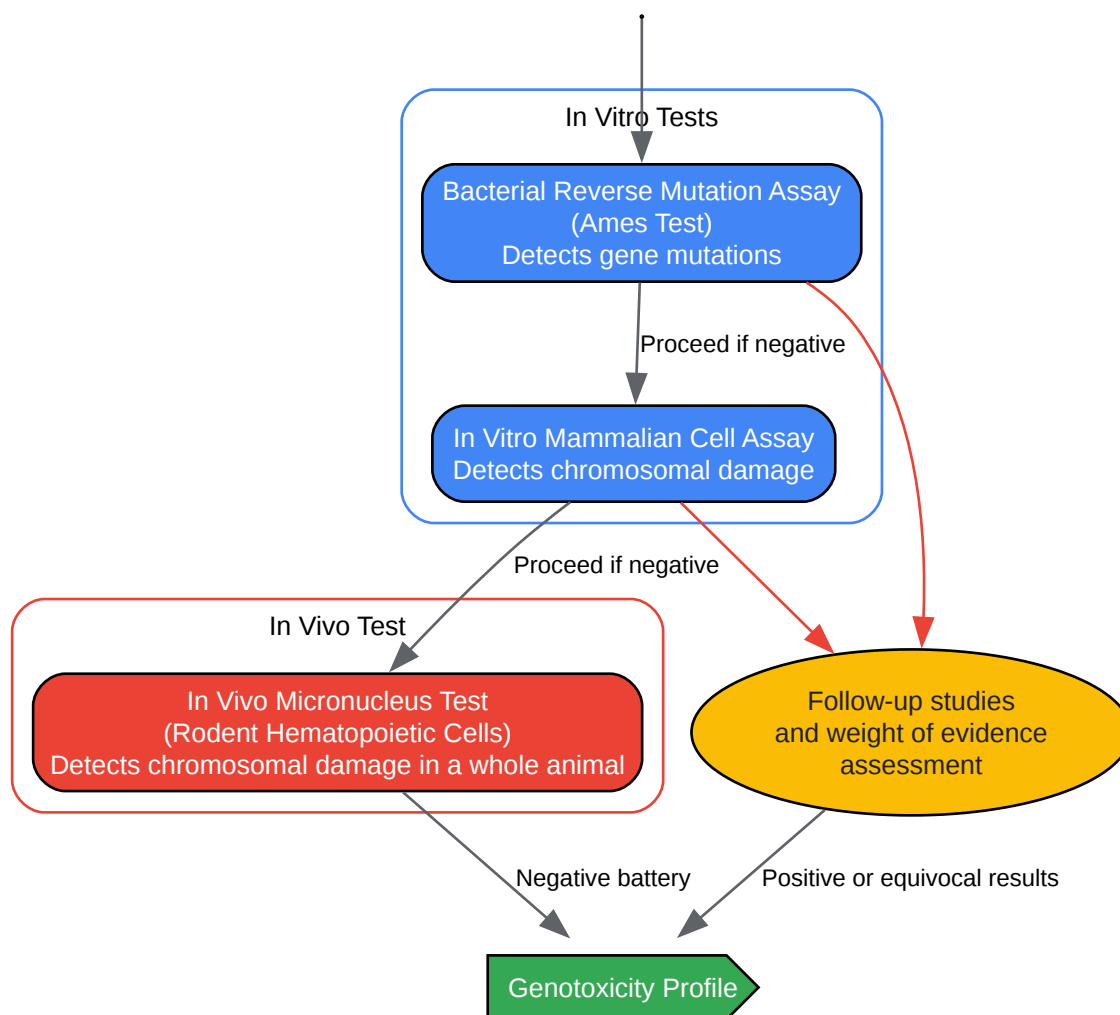 In Vitro Tests
Bacterial Reverse Mutation Assay
(Ames Test)
Detects gene mutations
Proceed if negative
In Vitro Mammalian Cell Assay
Detects chromosomal damage
Proceed if negative
In Vivo Test
In Vivo Micronucleus Test
(Rodent Hematopoietic Cells)
Detects chromosomal damage in a whole animal
Follow-up studies
and weight of evidence
assessment
Negative battery
Positive or equivocal results
Genotoxicity Profile